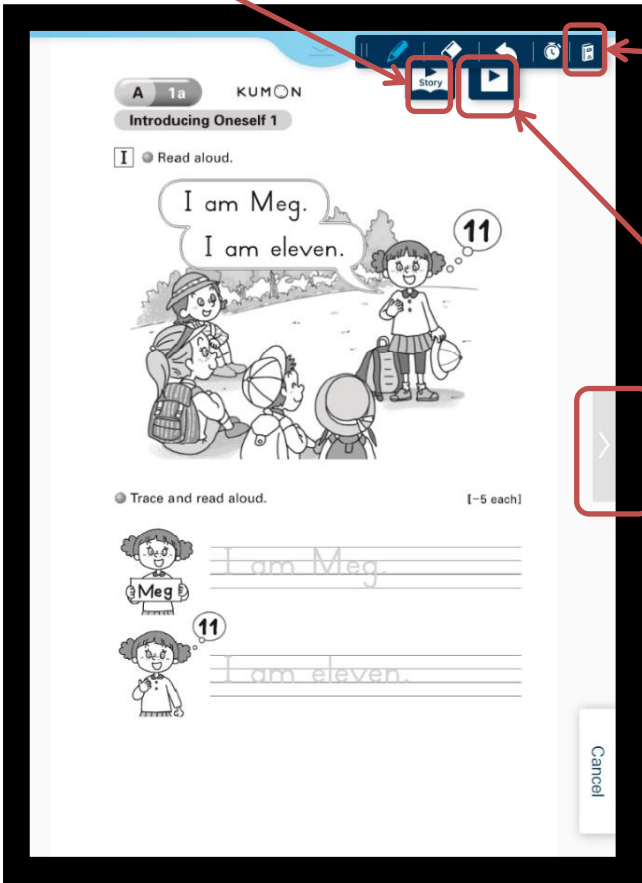 Story
A 1a KUMON
Introducing Oneself 1
I Read aloud.
I am Meg.
I am eleven.
11
Trace and read aloud. [-5 each]
Meg
I am Meg.
11
I am eleven.
Cancel